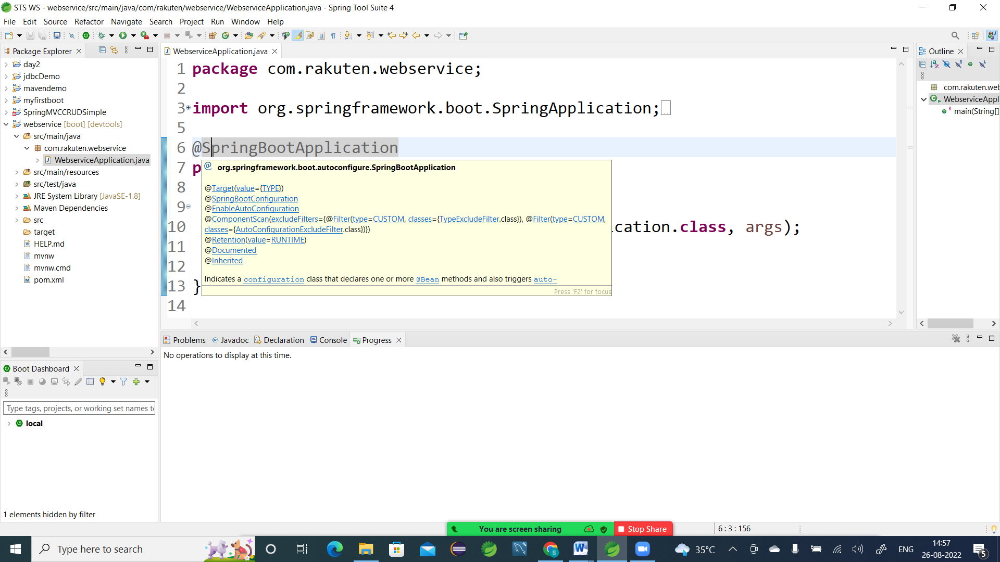 STS WS - webservice/src/main/java/com/rakuten/webservice/WebserviceApplication.java - Spring Tool Suite 4
File Edit Source Refactor Navigate Search Project Run Window Help
Package Explorer
day2
jdbcDemo
mavendemo
myfirstboot
SpringMVCCRUDSimple
webservice [boot] [devtools]
src/main/java
com.rakuten.webservice
WebserviceApplication.java
src/main/resources
src/test/java
JRE System Library [JavaSE-1.8]
Maven Dependencies
src
target
HELP.md
mvnw
mvnw.cmd
pom.xml
WebserviceApplication.java
1 package com.rakuten.webservice;
2
3 import org.springframework.boot.SpringApplication;
5
6 @SpringBootApplication
7 p
8
9
10 ication.class, args);
11
12
13 }
14
org.springframework.boot.autoconfigure.SpringBootApplication
@Target(value={TYPE})
@SpringBootConfiguration
@EnableAutoConfiguration
@ComponentScan(excludeFilters={@Filter(type=CUSTOM, classes={TypeExcludeFilter.class}), @Filter(type=CUSTOM,
classes={AutoConfigurationExcludeFilter.class})})
@Retention(value=RUNTIME)
@Documented
@Inherited
Indicates a configuration class that declares one or more @Bean methods and also triggers auto-
Press 'F2' for focus
Outline
com.rakuten.wel
WebserviceAppl
main(String[]
Problems Javadoc Declaration Console Progress
No operations to display at this time.
Boot Dashboard
Type tags, projects, or working set names t
local
1 elements hidden by filter
You are screen sharing
Stop Share
6 : 3 : 156
Type here to search
35°C
ENG
14:57
26-08-2022
5